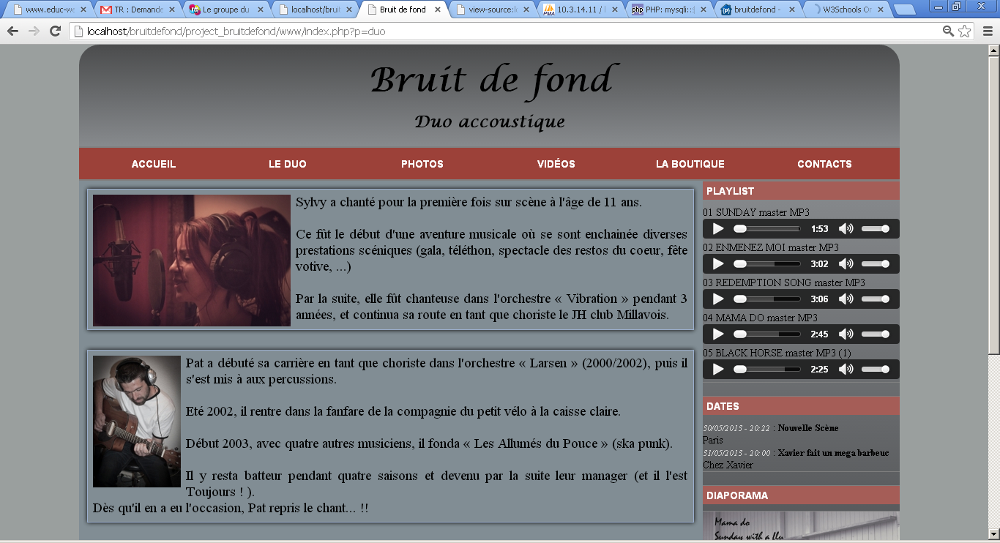 www.educ-we
TR : Demande
Le groupe du
localhost/bruit
Bruit de fond
view-source:lo
10.3.14.11 / l
PHP: mysqli::$
bruitdefond -
W3Schools On
localhost/bruitdefond/project_bruitdefond/www/index.php?p=duo
Bruit de fond
Duo accoustique
ACCUEIL LE DUO PHOTOS VIDÉOS LA BOUTIQUE CONTACTS
Sylvy a chanté pour la première fois sur scène à l'âge de 11 ans.
Ce fût le début d'une aventure musicale où se sont enchainée diverses
prestations scéniques (gala, téléthon, spectacle des restos du coeur, fête
votive, ...)
Par la suite, elle fût chanteuse dans l'orchestre « Vibration » pendant 3
années, et continua sa route en tant que choriste le JH club Millavois.
Pat a débuté sa carrière en tant que choriste dans l'orchestre « Larsen » (2000/2002), puis il
s'est mis à aux percussions.
Eté 2002, il rentre dans la fanfare de la compagnie du petit vélo à la caisse claire.
Début 2003, avec quatre autres musiciens, il fonda « Les Allumés du Pouce » (ska punk).
Il y resta batteur pendant quatre saisons et devenu par la suite leur manager (et il l'est
Toujours ! ).
Dès qu'il en a eu l'occasion, Pat repris le chant... !!
PLAYLIST
01 SUNDAY master MP3
1:53
02 ENMENEZ MOI master MP3
3:02
03 REDEMPTION SONG master MP3
3:06
04 MAMA DO master MP3
2:45
05 BLACK HORSE master MP3 (1)
2:25
DATES
30/05/2013 - 20:22 : Nouvelle Scène
Paris
31/05/2013 - 20:00 : Xavier fait un mega barbeuc
Chez Xavier
DIAPORAMA
Mama do
Sunday with a flu